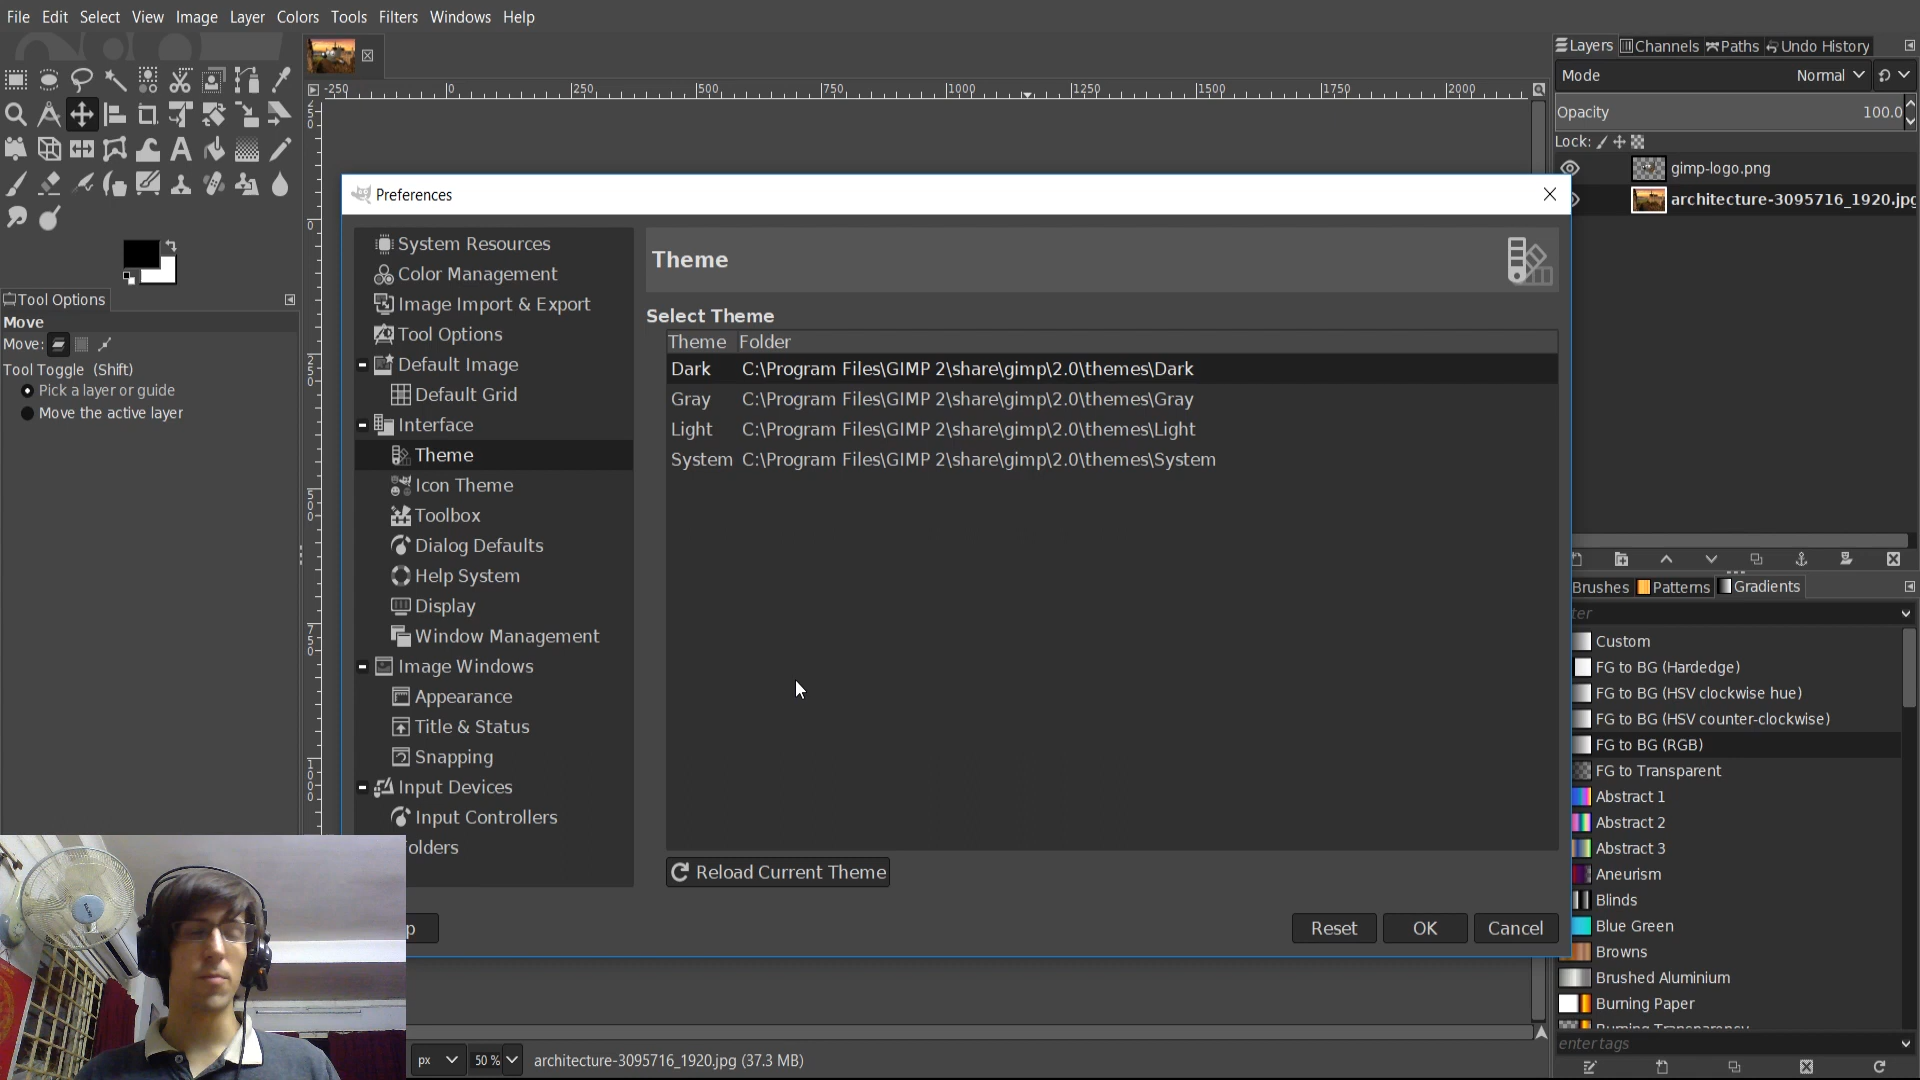 File Edit Select View Image Layer Colors Tools Filters Windows Help
-250 0 250 500 750 1000 1250 1500 1750 2000
Layers Channels Paths Undo History
Mode Normal
Opacity 100.0
Lock:
gimp-logo.png
architecture-3095716_1920.jpg
Tool Options
Move
Move:
Tool Toggle (Shift)
Pick a layer or guide
Move the active layer
0
250
500
750
1000
Preferences
System Resources
Color Management
Image Import & Export
Tool Options
Default Image
Default Grid
Interface
Theme
Icon Theme
Toolbox
Dialog Defaults
Help System
Display
Window Management
Image Windows
Appearance
Title & Status
Snapping
Input Devices
Input Controllers
olders
p
Theme
Select Theme
Theme Folder
Dark C:\Program Files\GIMP 2\share\gimp\2.0\themes\Dark
Gray C:\Program Files\GIMP 2\share\gimp\2.0\themes\Gray
Light C:\Program Files\GIMP 2\share\gimp\2.0\themes\Light
System C:\Program Files\GIMP 2\share\gimp\2.0\themes\System
Reload Current Theme
Reset OK Cancel
Brushes Patterns Gradients
ter
Custom
FG to BG (Hardedge)
FG to BG (HSV clockwise hue)
FG to BG (HSV counter-clockwise)
FG to BG (RGB)
FG to Transparent
Abstract 1
Abstract 2
Abstract 3
Aneurism
Blinds
Blue Green
Browns
Brushed Aluminium
Burning Paper
Burning Transparency
enter tags
px 50 % architecture-3095716_1920.jpg (37.3 MB)